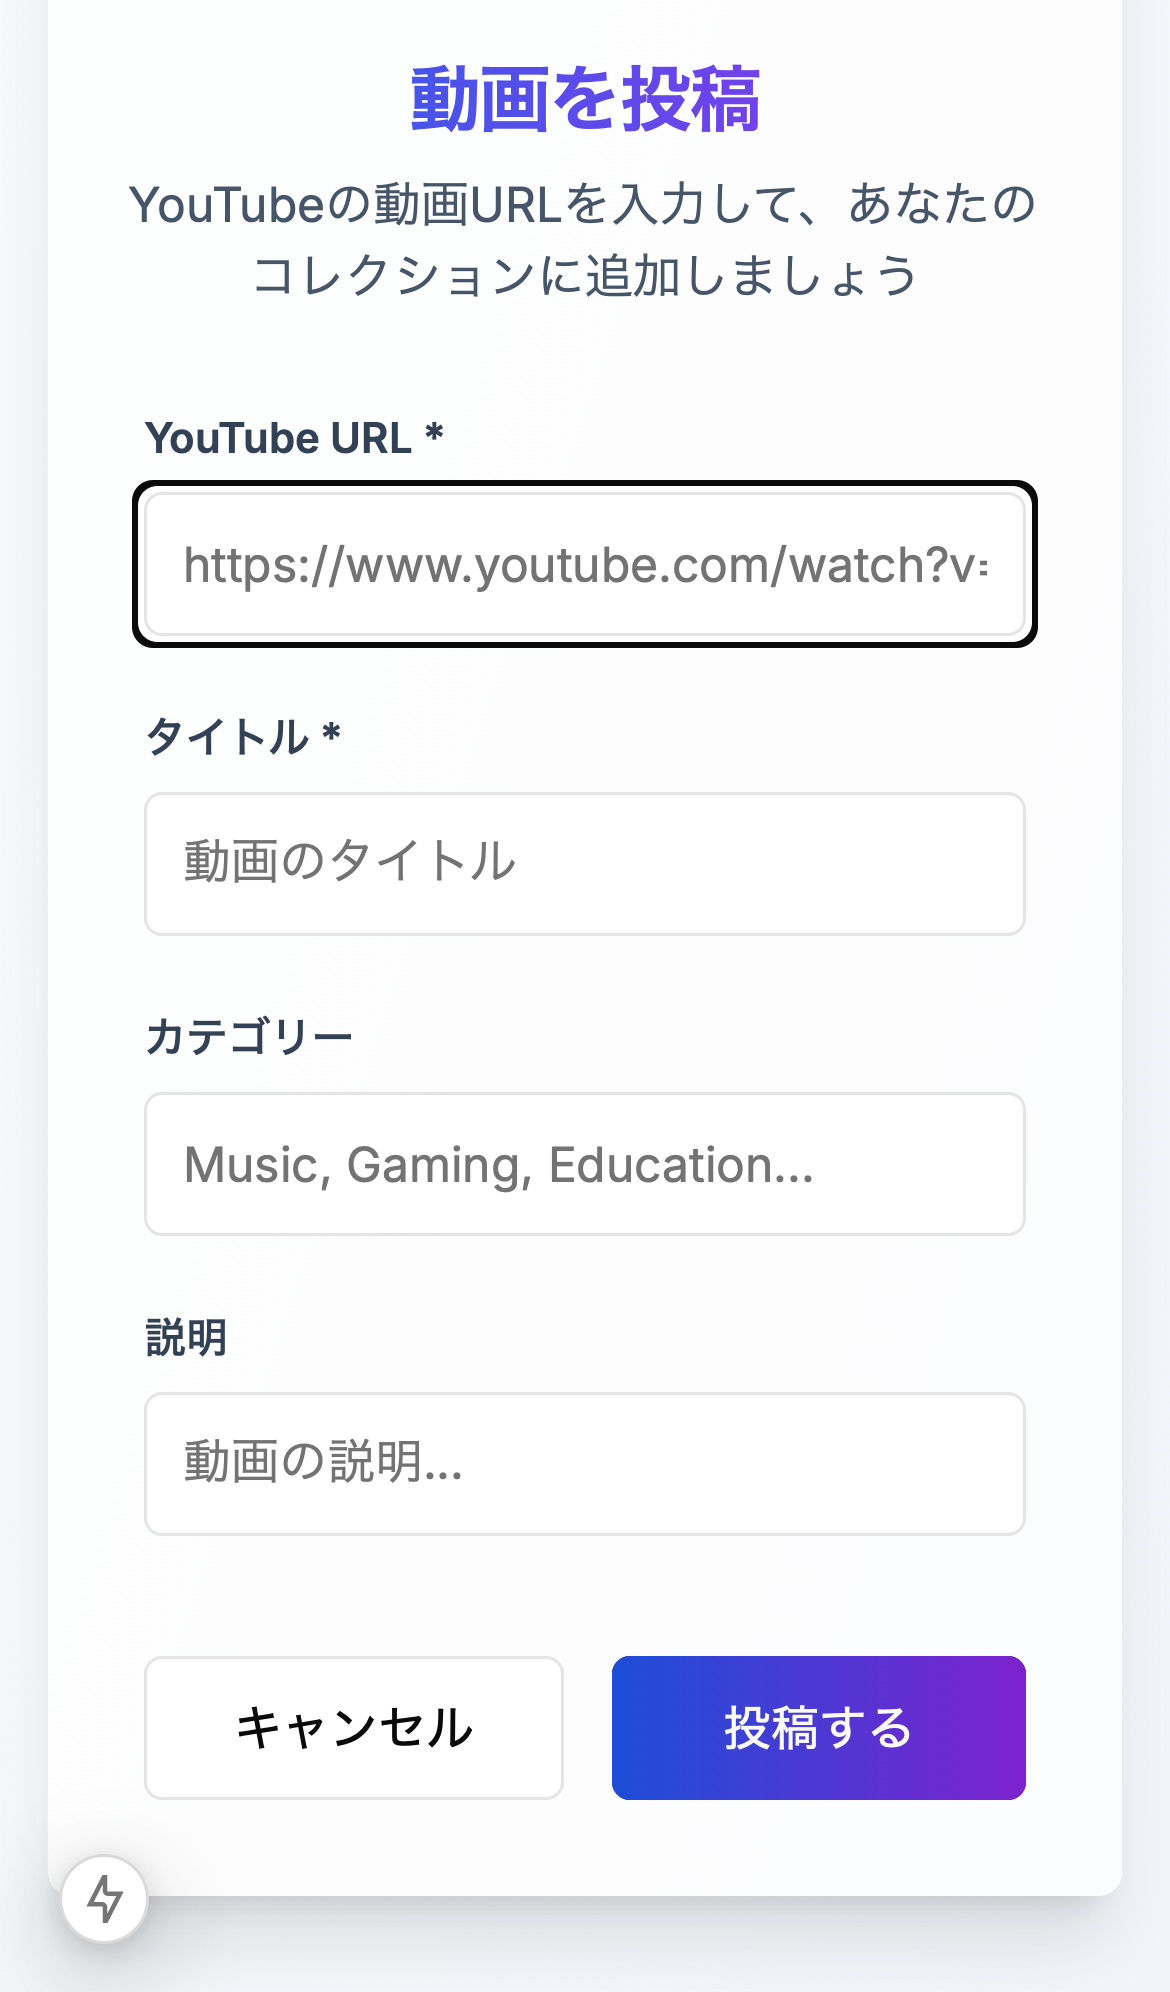 動画を投稿
YouTubeの動画URLを入力して、あなたの
コレクションに追加しましょう
YouTube URL *
https://www.youtube.com/watch?v=
タイトル *
動画のタイトル
カテゴリー
Music, Gaming, Education...
説明
動画の説明...
キャンセル
投稿する